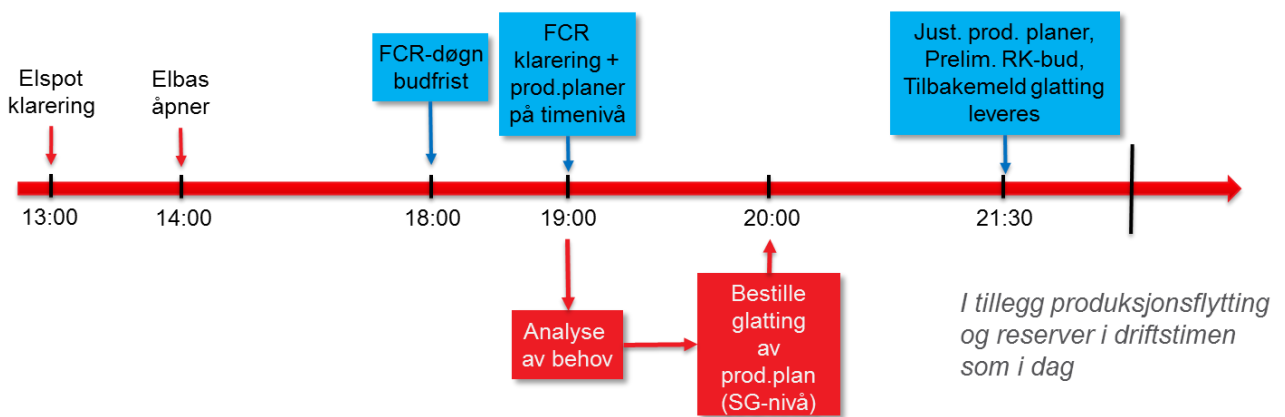 Elspot
klarering
Elbas
åpner
FCR-døgn
budfrist
FCR
klarering +
prod.planer
på timenivå
Just. prod. planer,
Prelim. RK-bud,
Tilbakemeld glatting
leveres
13:00
14:00
18:00
19:00
20:00
21:30
Analyse
av behov
Bestille
glatting
av
prod.plan
(SG-nivå)
I tillegg produksjonsflytting
og reserver i driftstimen
som i dag